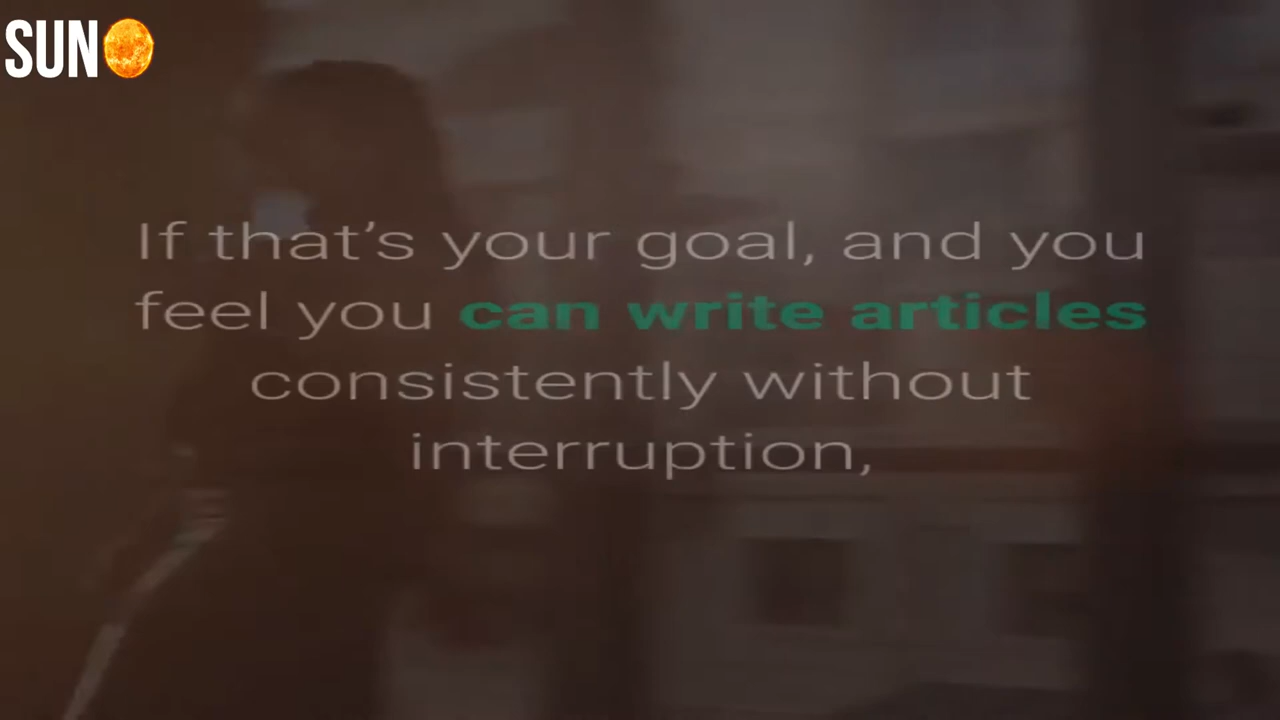 SUN
If that's your goal, and you
feel you can write articles
consistently without
interruption,